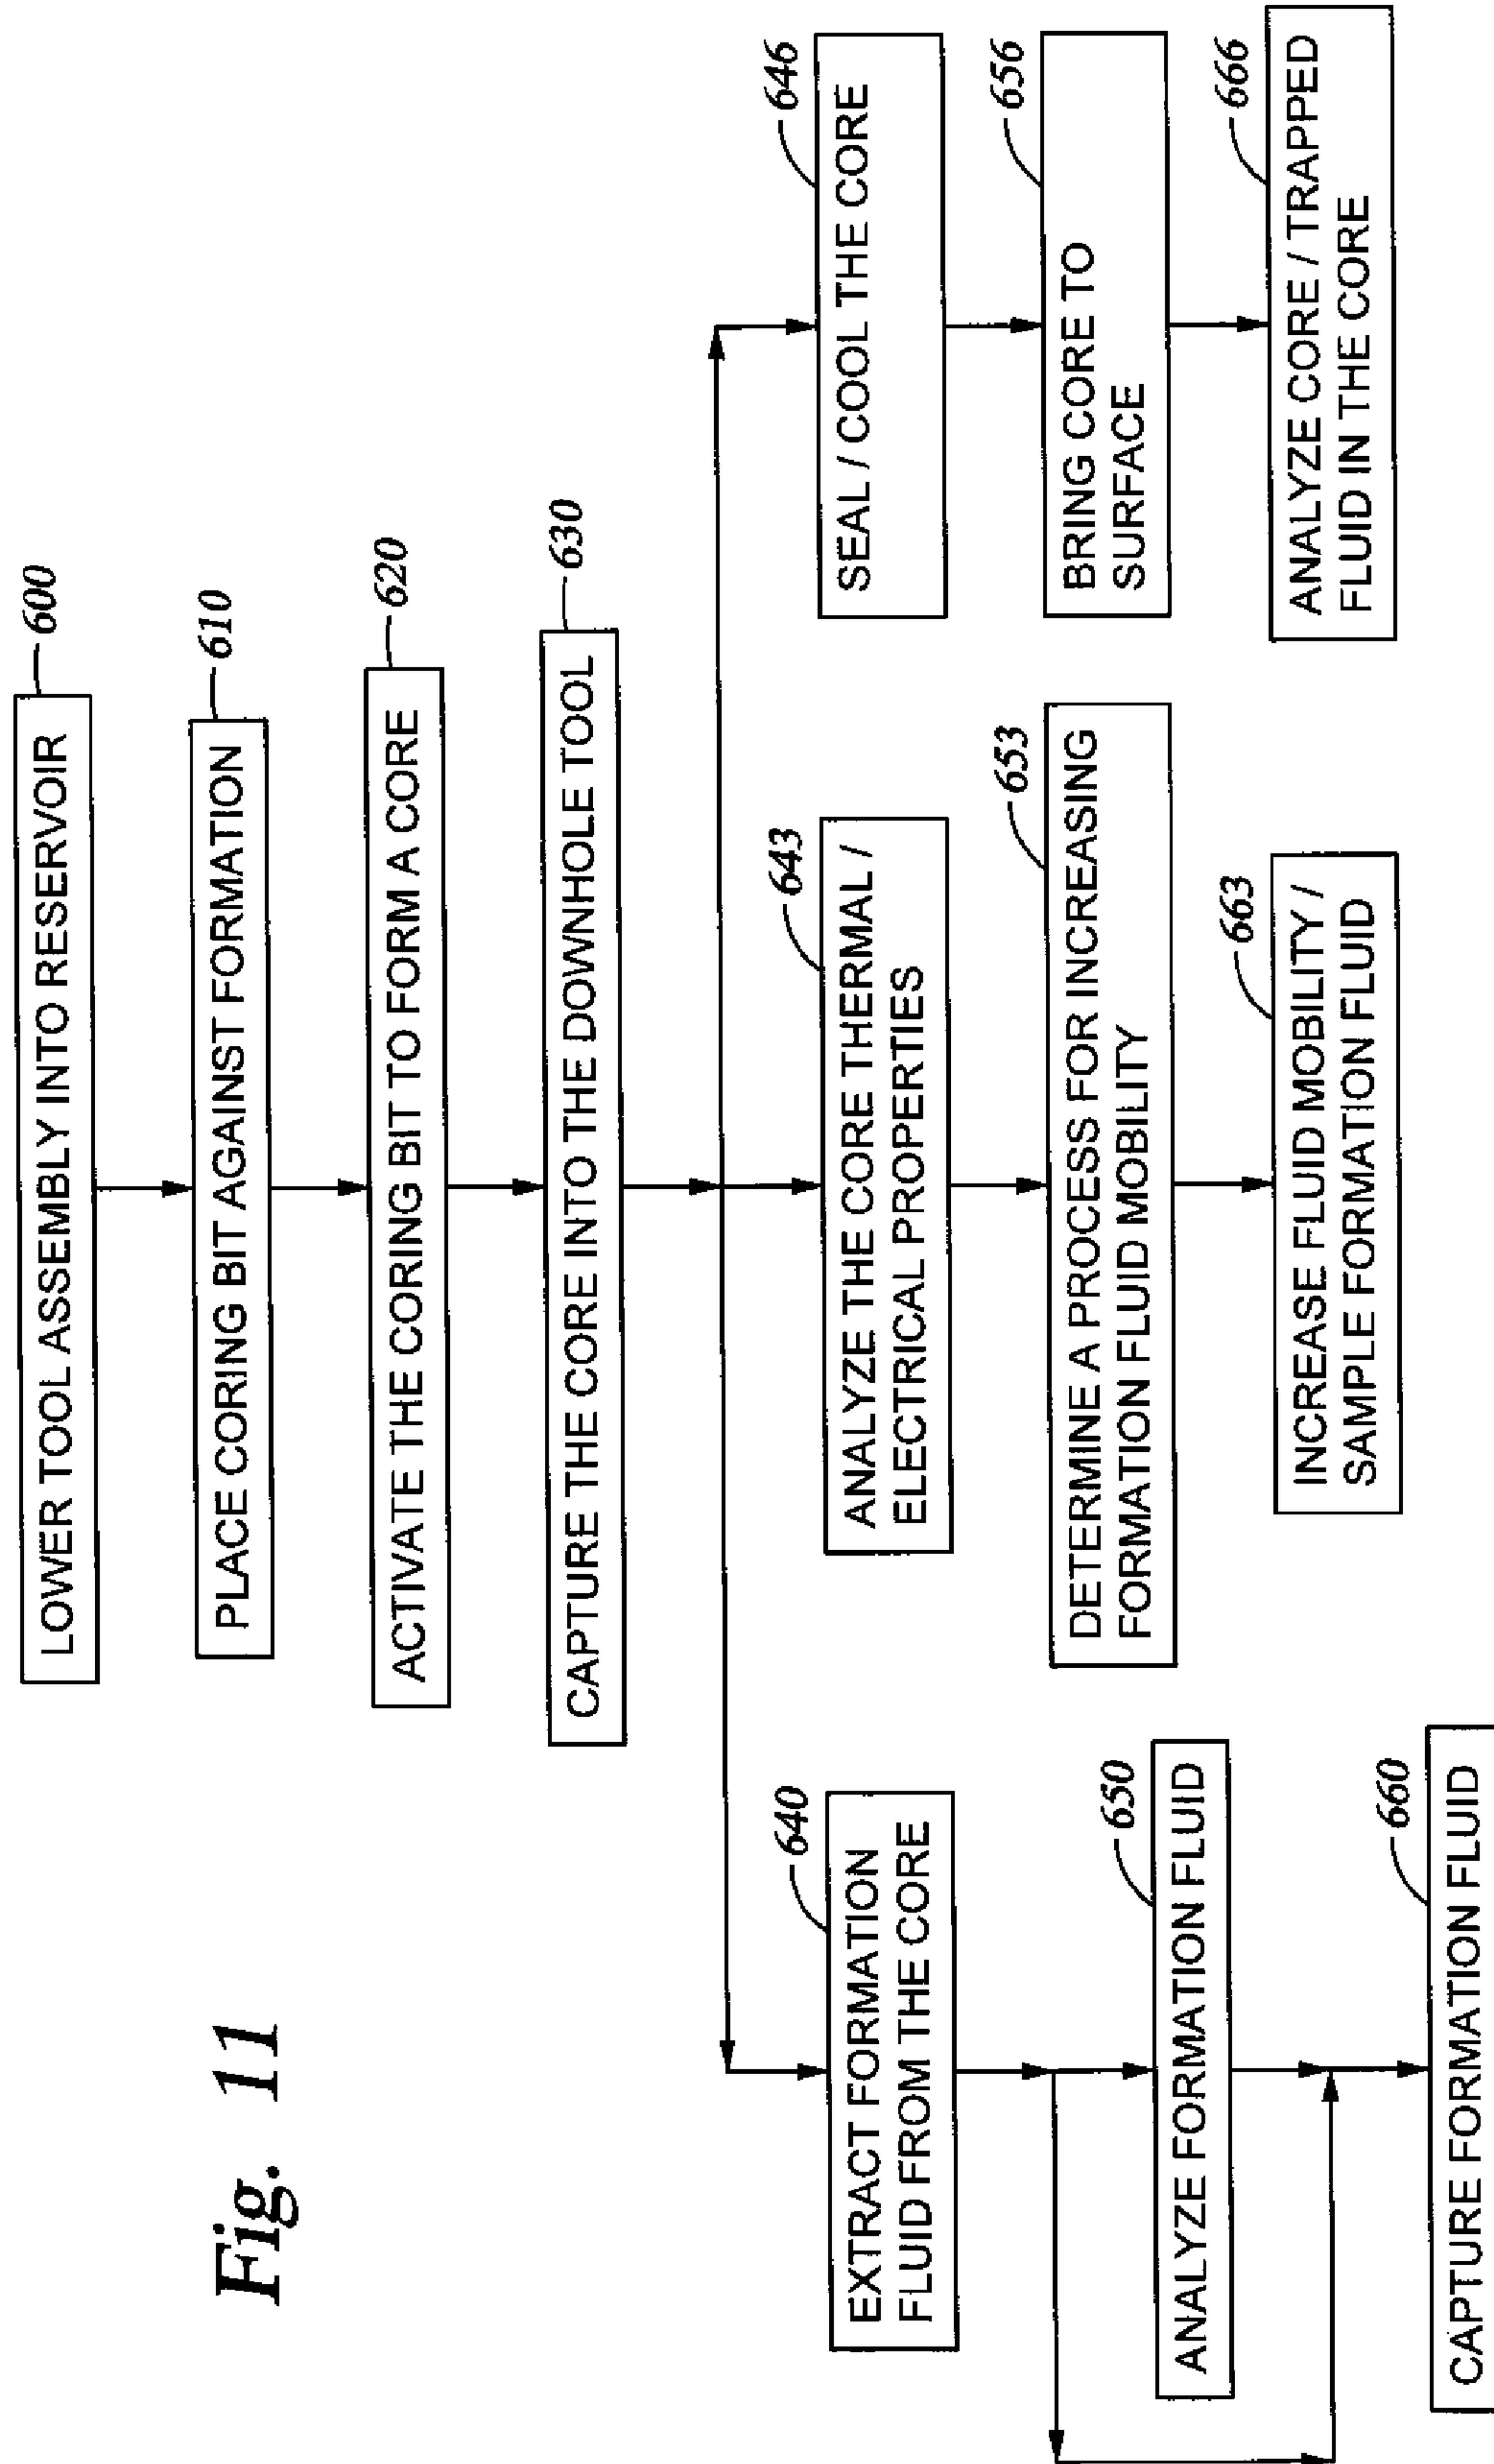 Fig. 11
LOWER TOOL ASSEMBLY INTO RESERVOIR
600
PLACE CORING BIT AGAINST FORMATION
610
ACTIVATE THE CORING BIT TO FORM A CORE
620
CAPTURE THE CORE INTO THE DOWNHOLE TOOL
630
EXTRACT FORMATION
FLUID FROM THE CORE
640
ANALYZE FORMATION FLUID
650
CAPTURE FORMATION FLUID
660
ANALYZE THE CORE THERMAL /
ELECTRICAL PROPERTIES
643
DETERMINE A PROCESS FOR INCREASING
FORMATION FLUID MOBILITY
653
INCREASE FLUID MOBILITY /
SAMPLE FORMATION FLUID
663
SEAL / COOL THE CORE
646
BRING CORE TO
SURFACE
656
ANALYZE CORE / TRAPPED
FLUID IN THE CORE
666